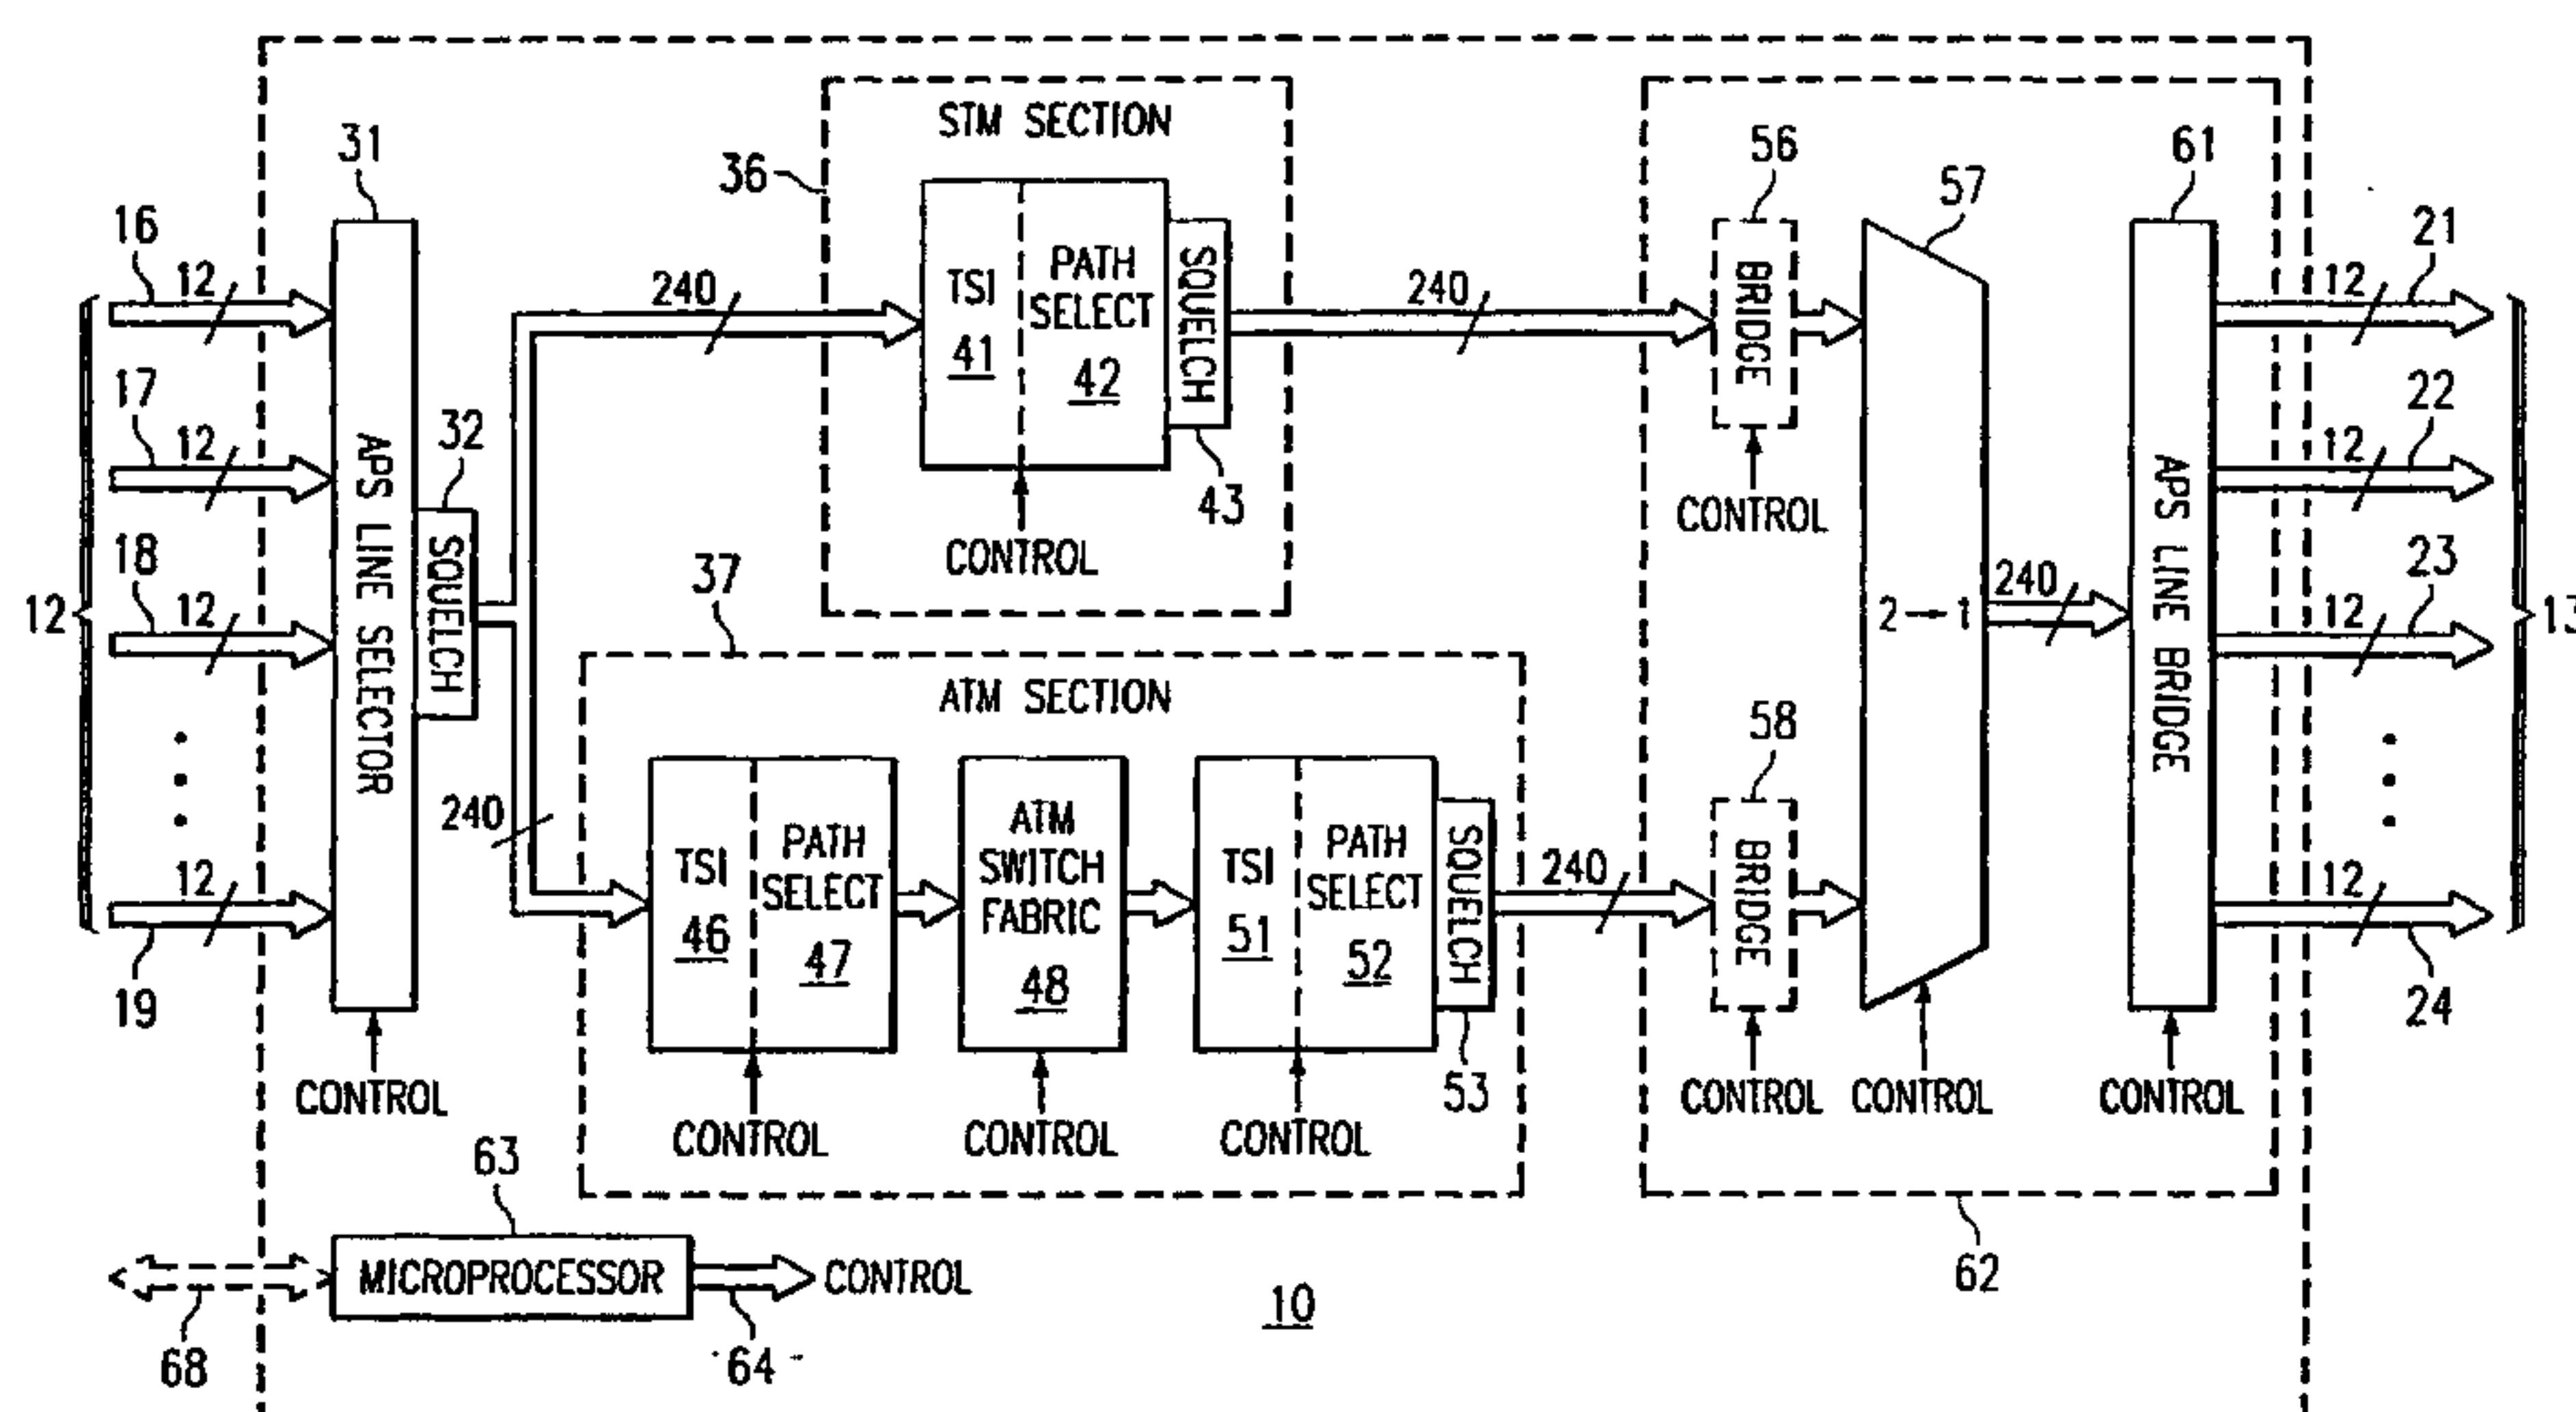 STM SECTION
31
56
61
57
36
16
12
21
12
BRIDGE
TSI
41
PATH
SELECT
42
SQUELCH
240
240
17
12
32
22
12
43
CONTROL
CONTROL
APS LINE SELECTOR
SQUELCH
18
12
37
23
12
240
2 → 1
APS LINE BRIDGE
12
13
ATM SECTION
58
240
TSI
46
PATH
SELECT
47
ATM
SWITCH
FABRIC
48
TSI
51
PATH
SELECT
52
SQUELCH
240
BRIDGE
12
19
12
24
53
CONTROL
CONTROL
CONTROL
CONTROL
CONTROL
CONTROL
CONTROL
63
MICROPROCESSOR
CONTROL
68
64
10
62